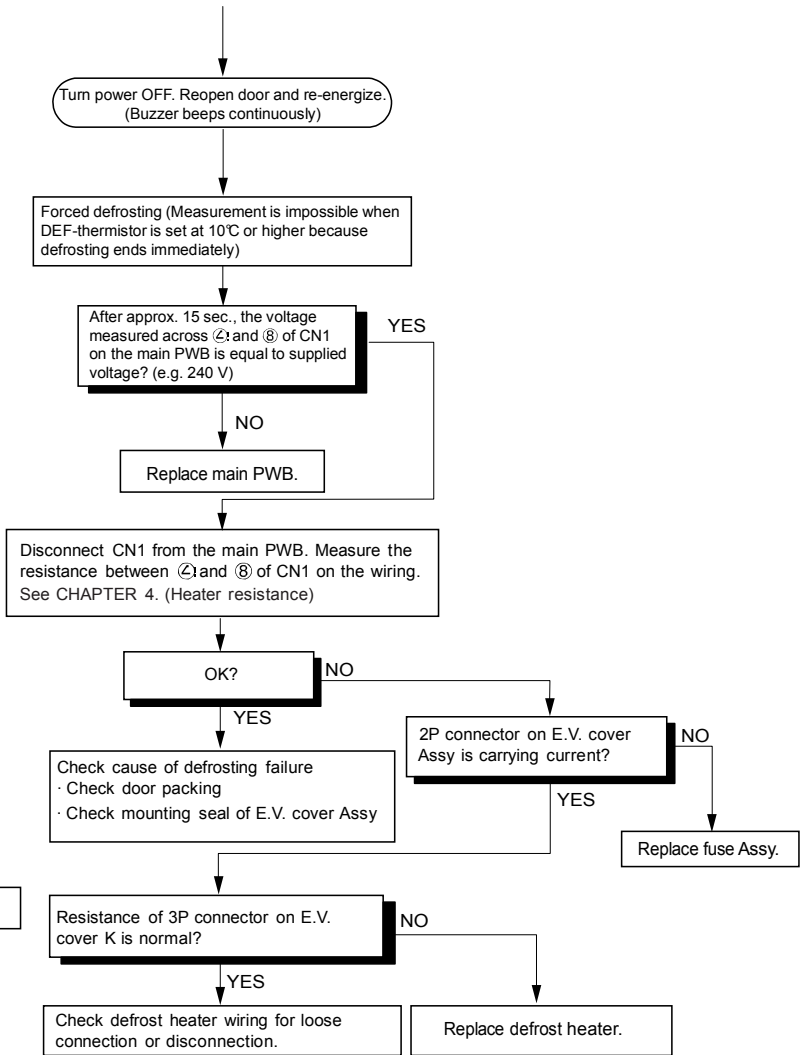 Turn power OFF. Reopen door and re-energize.
(Buzzer beeps continuously)
Forced defrosting (Measurement is impossible when
DEF-thermistor is set at 10℃ or higher because
defrosting ends immediately)
After approx. 15 sec., the voltage
measured across and ⑧ of CN1
on the main PWB is equal to supplied
voltage? (e.g. 240 V)
YES
NO
Replace main PWB.
Disconnect CN1 from the main PWB. Measure the
resistance between and ⑧ of CN1 on the wiring.
See CHAPTER 4. (Heater resistance)
OK?
NO
YES
Check cause of defrosting failure
· Check door packing
· Check mounting seal of E.V. cover Assy
2P connector on E.V. cover
Assy is carrying current?
NO
YES
Replace fuse Assy.
Resistance of 3P connector on E.V.
cover K is normal?
NO
YES
Check defrost heater wiring for loose
connection or disconnection.
Replace defrost heater.